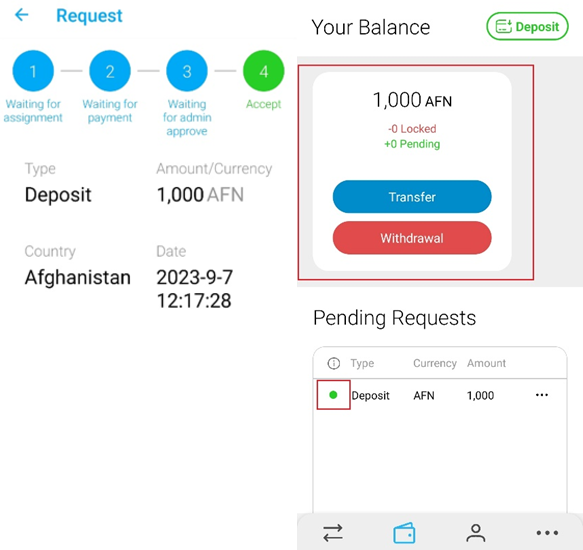 Request
1
2
3
4
Waiting for
assignment
Waiting for
payment
Waiting
for admin
approve
Accept
Type
Amount/Currency
Deposit
1,000 AFN
Country
Date
Afghanistan
2023-9-7
12:17:28
Your Balance
Deposit
1,000 AFN
-0 Locked
+0 Pending
Transfer
Withdrawal
Pending Requests
Type Currency Amount
Deposit AFN 1,000